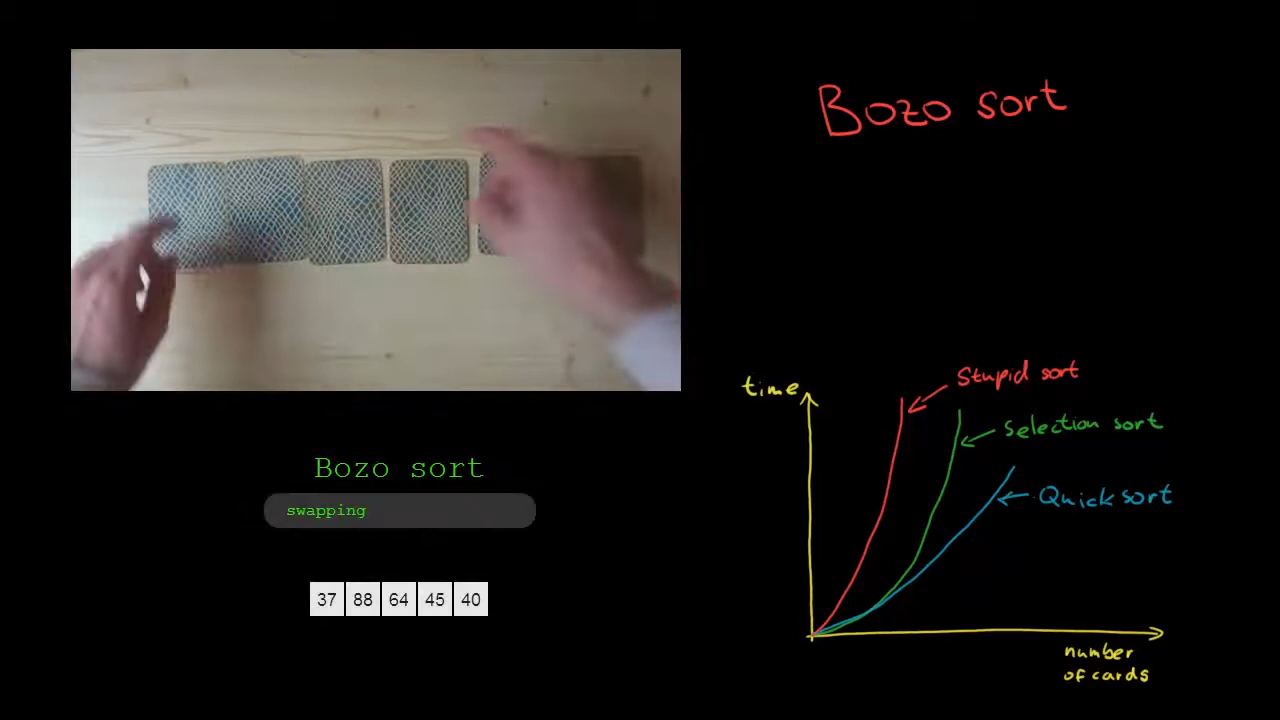 Bozo sort
Bozo sort
swapping
37 88 64 45 40
time
Stupid sort
Selection sort
Quick sort
number
of cards